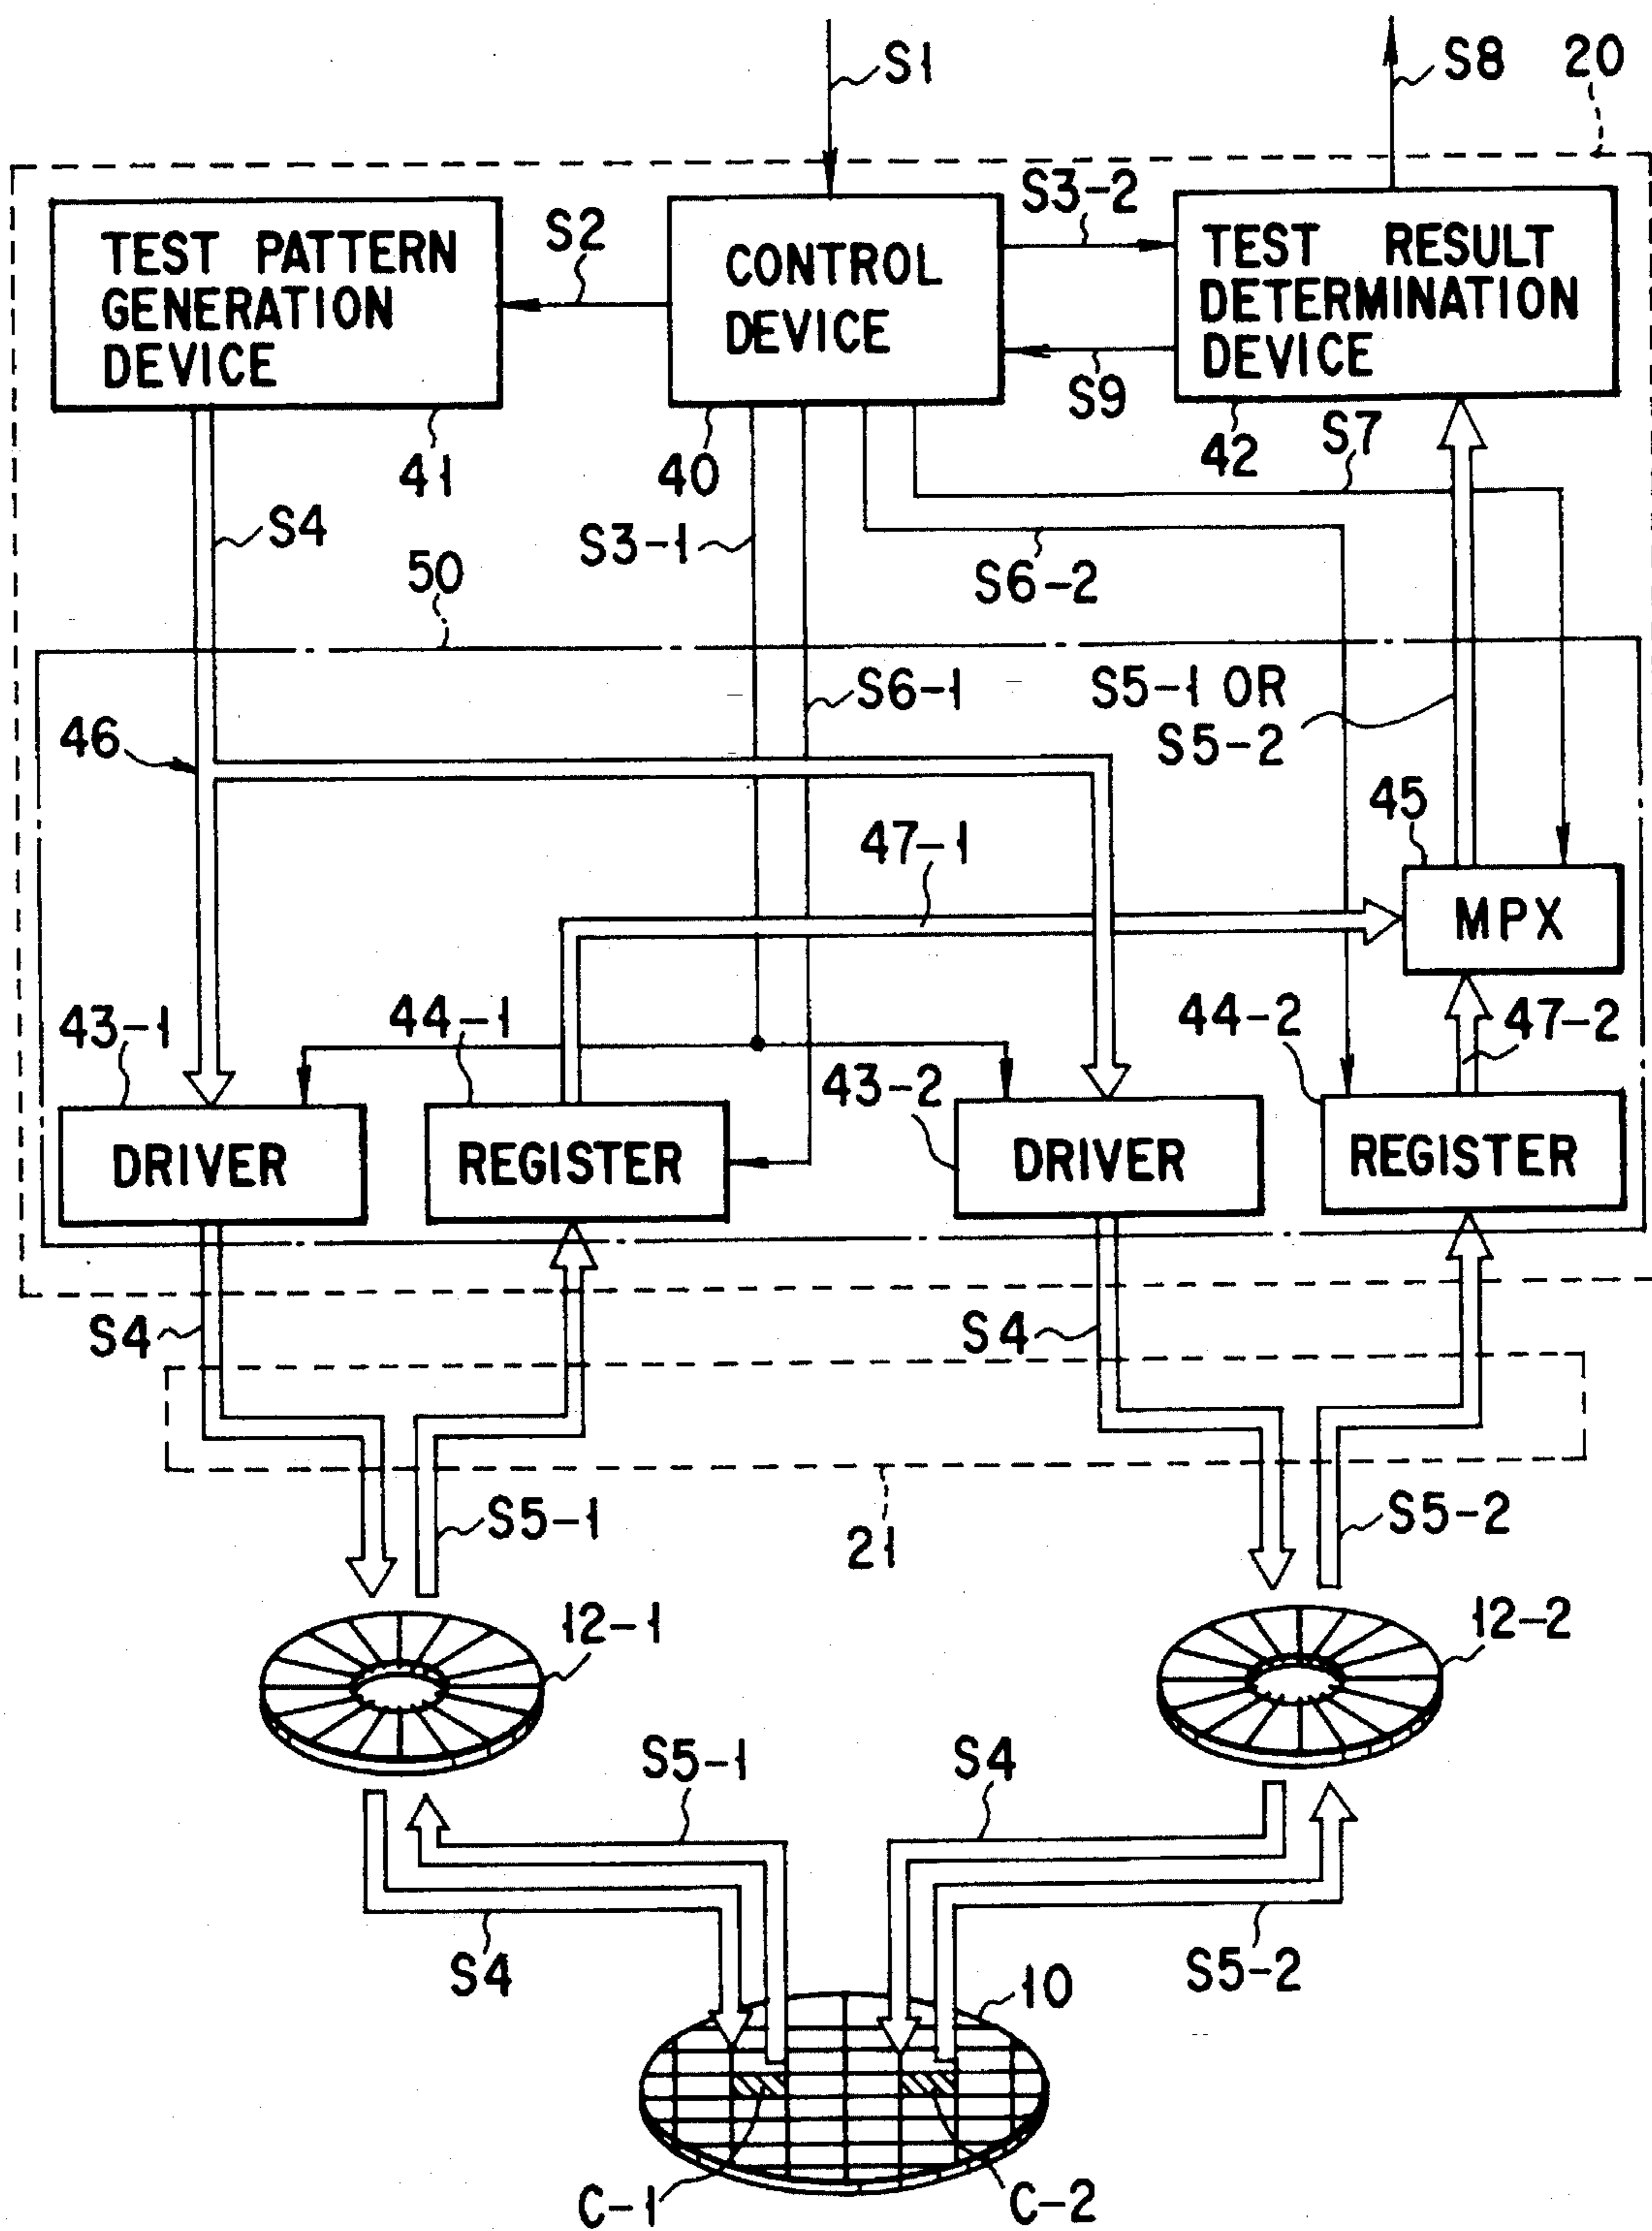 S1
S8
20
S3-2
S2
TEST PATTERN
GENERATION
DEVICE
CONTROL
DEVICE
TEST RESULT
DETERMINATION
DEVICE
S9
S7
41
40
42
S4
S3-1
50
S6-2
S6-1
S5-1 OR
S5-2
46
45
47-1
MPX
43-1
44-1
43-2
44-2
47-2
DRIVER
REGISTER
DRIVER
REGISTER
S4
S4
S5-1
21
S5-2
12-1
12-2
S5-1
S4
S4
S5-2
10
C-1
C-2